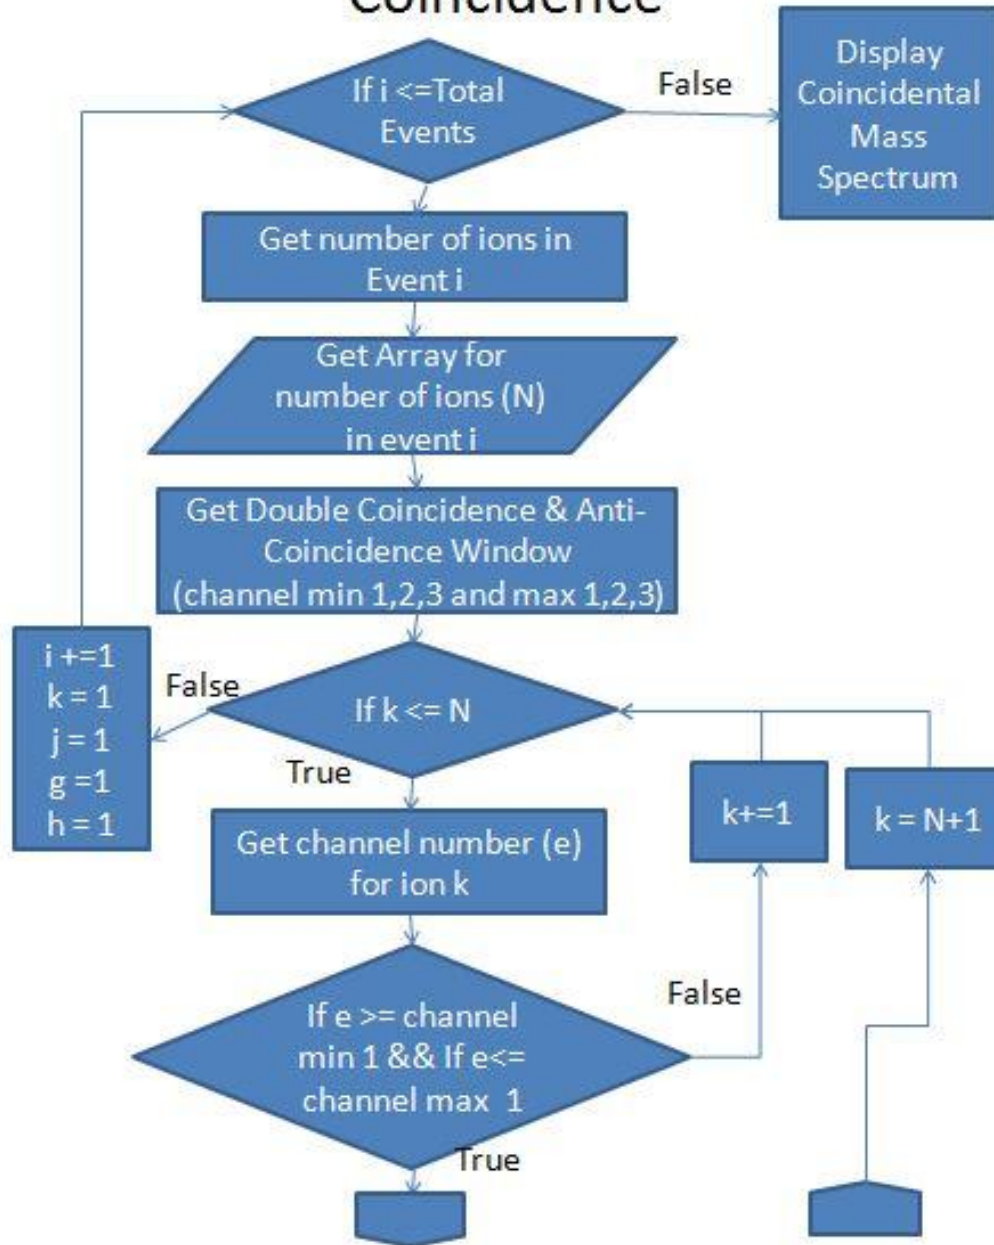 Coincidence
If i <=Total
Events
False
Display
Coincidental
Mass
Spectrum
Get number of ions in
Event i
Get Array for
number of ions (N)
in event i
Get Double Coincidence & Anti-
Coincidence Window
(channel min 1,2,3 and max 1,2,3)
i +=1
k = 1
j = 1
g =1
h = 1
False
If k <= N
True
k+=1
k = N+1
Get channel number (e)
for ion k
If e >= channel
min 1 && If e<=
channel max 1
False
True